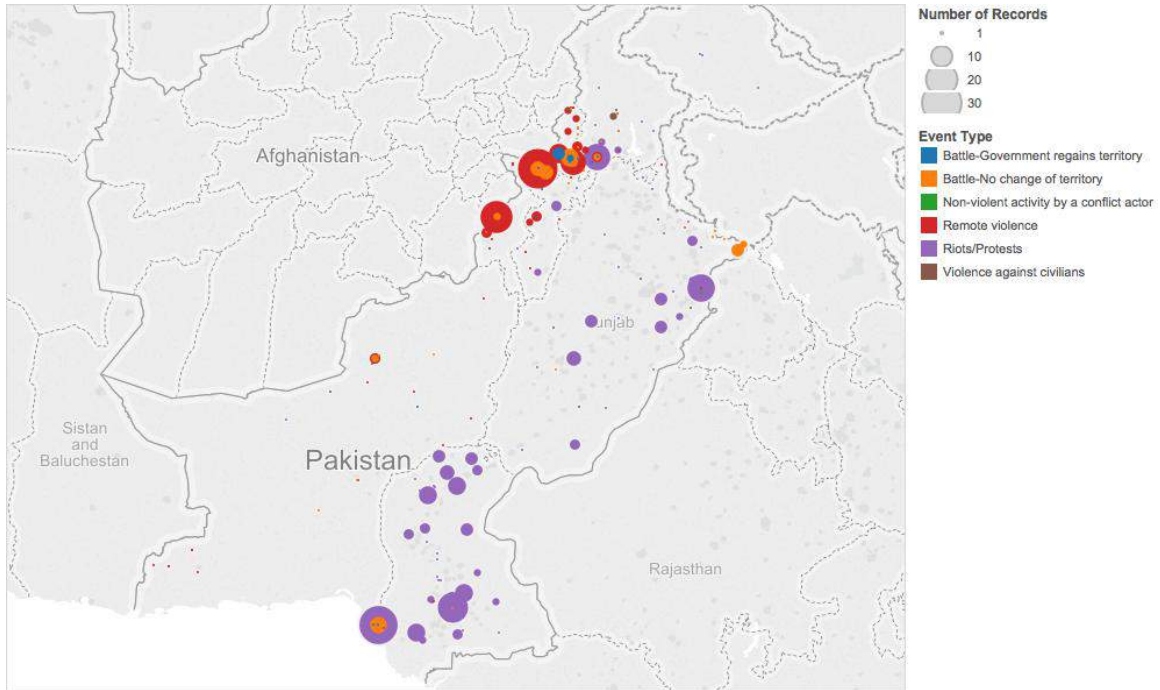 Afghanistan
Pakistan
Sistan
and
Baluchestan
unjab
Rajasthan
Number of Records
1
10
20
30
Event Type
Battle-Government regains territory
Battle-No change of territory
Non-violent activity by a conflict actor
Remote violence
Riots/Protests
Violence against civilians